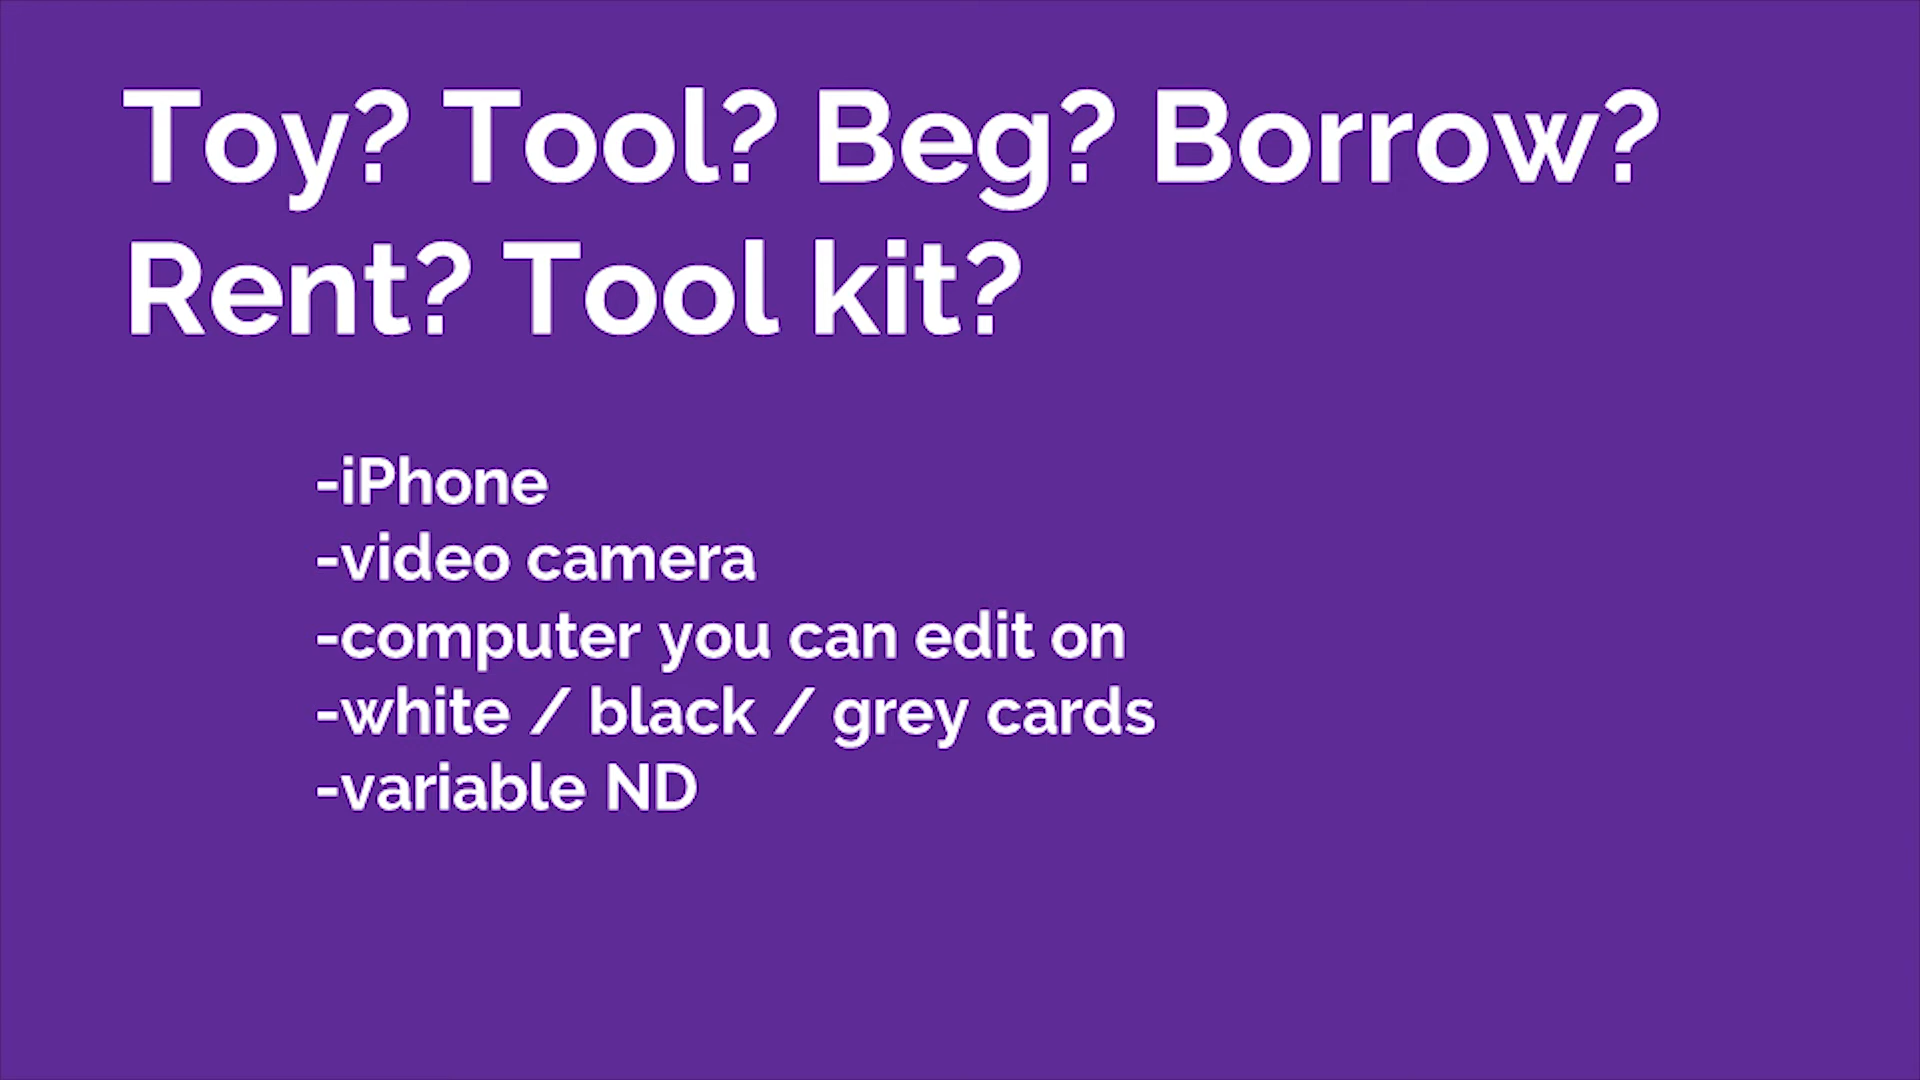 Toy? Tool? Beg? Borrow?
Rent? Tool kit?
-iPhone
-video camera
-computer you can edit on
-white / black / grey cards
-variable ND